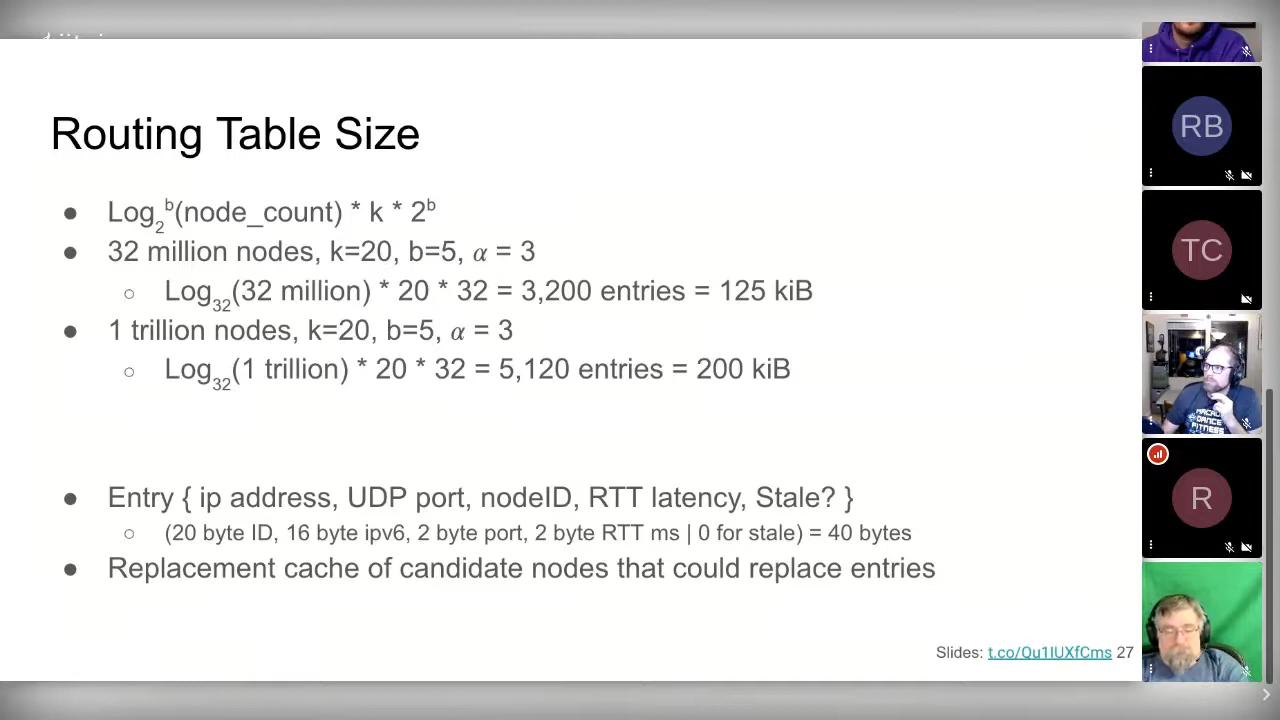 Routing Table Size
● Log₂ᵇ(node_count) * k * 2ᵇ
● 32 million nodes, k=20, b=5, 𝛼 = 3
○ Log₃₂(32 million) * 20 * 32 = 3,200 entries = 125 kiB
● 1 trillion nodes, k=20, b=5, 𝛼 = 3
○ Log₃₂(1 trillion) * 20 * 32 = 5,120 entries = 200 kiB
● Entry { ip address, UDP port, nodeID, RTT latency, Stale? }
○ (20 byte ID, 16 byte ipv6, 2 byte port, 2 byte RTT ms | 0 for stale) = 40 bytes
● Replacement cache of candidate nodes that could replace entries
Slides: t.co/Qu1IUXfCms 27
RB
TC
DANCE
FITNESS
R